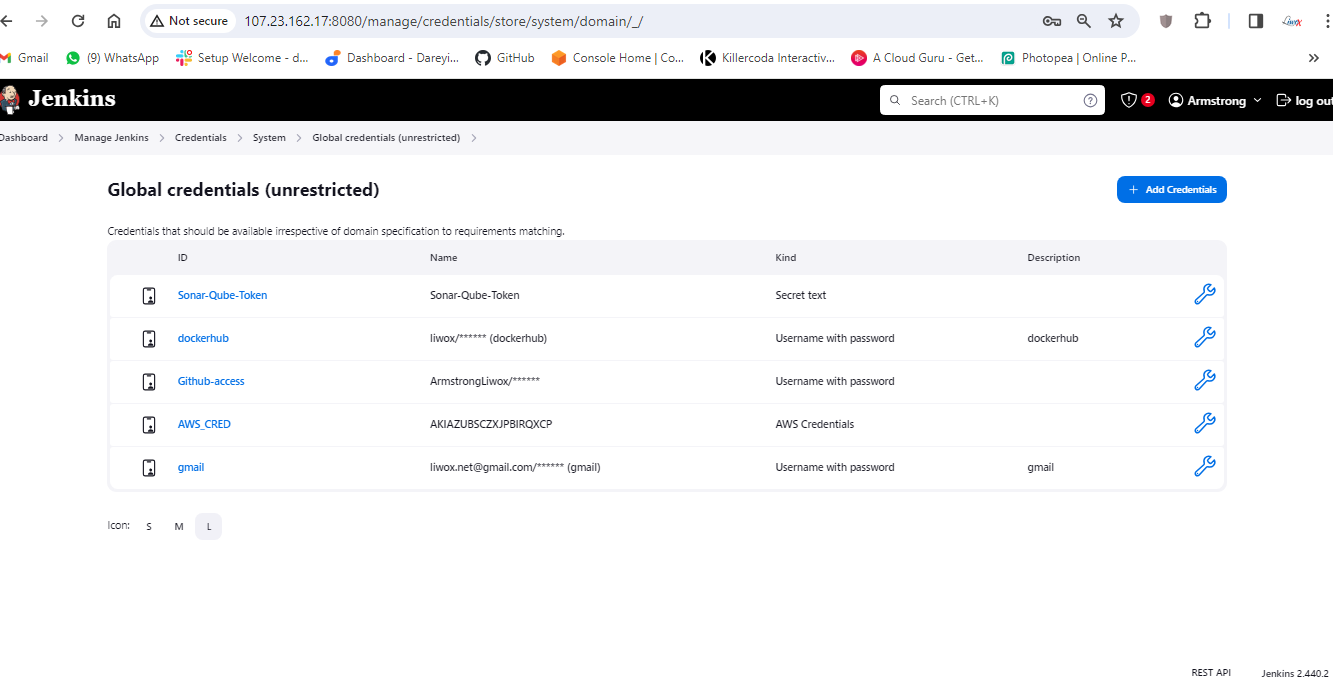 Not secure 107.23.162.17:8080/manage/credentials/store/system/domain/_/
Gmail (9) WhatsApp Setup Welcome - d... Dashboard - Dareyi... GitHub Console Home | Co... Killercoda Interactiv... A Cloud Guru - Get... Photopea | Online P... »
Jenkins Search (CTRL+K) 2 Armstrong log out
Dashboard Manage Jenkins Credentials System Global credentials (unrestricted)
Global credentials (unrestricted) + Add Credentials
Credentials that should be available irrespective of domain specification to requirements matching.
ID Name Kind Description
Sonar-Qube-Token Sonar-Qube-Token Secret text
dockerhub liwox/****** (dockerhub) Username with password dockerhub
Github-access ArmstrongLiwox/****** Username with password
AWS_CRED AKIAZUBSCZXJPBIRQXCP AWS Credentials
gmail liwox.net@gmail.com/****** (gmail) Username with password gmail
Icon: S M L
REST API Jenkins 2.440.2